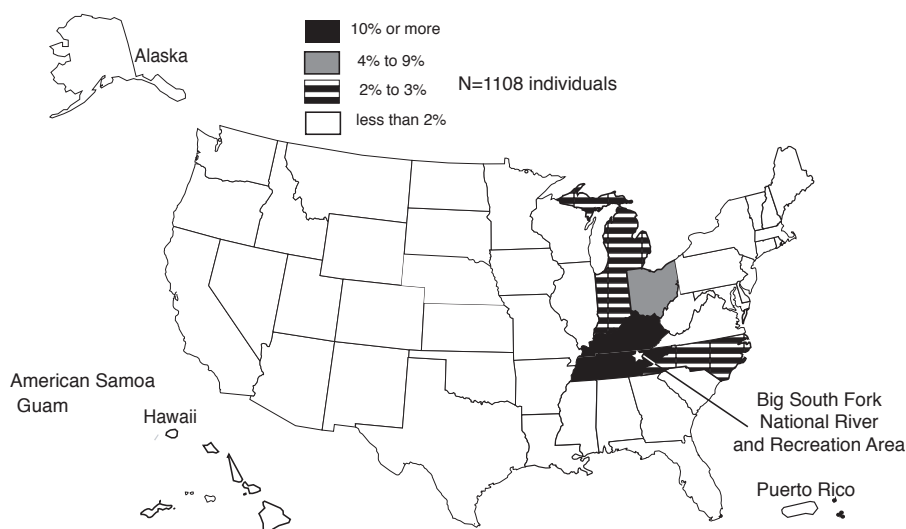 10% or more
Alaska
4% to 9%
N=1108 individuals
2% to 3%
less than 2%
American Samoa
Guam
Hawaii
Big South Fork
National River
and Recreation Area
Puerto Rico